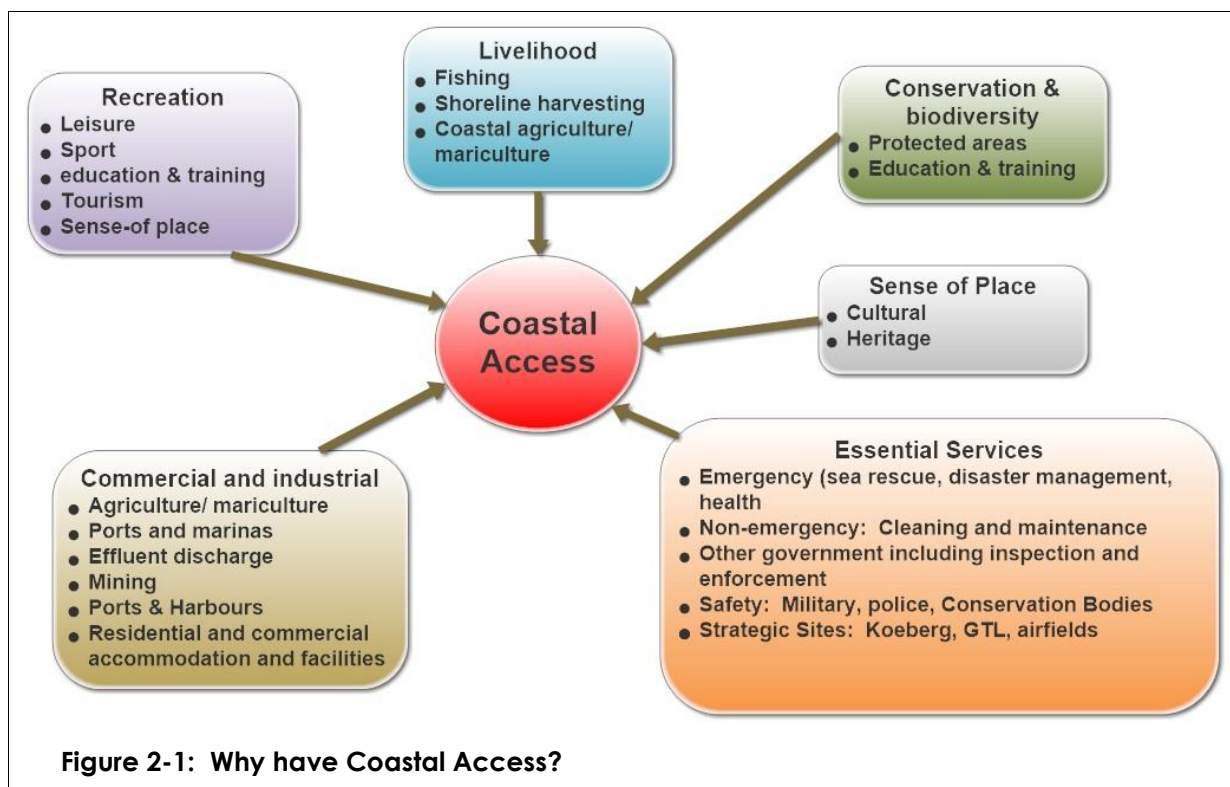 Livelihood
● Fishing
● Shoreline harvesting
● Coastal agriculture/
mariculture
Recreation
● Leisure
● Sport
● education & training
● Tourism
● Sense-of place
Conservation &
biodiversity
● Protected areas
● Education & training
Coastal
Access
Sense of Place
● Cultural
● Heritage
Commercial and industrial
● Agriculture/ mariculture
● Ports and marinas
● Effluent discharge
● Mining
● Ports & Harbours
● Residential and commercial
accommodation and facilities
Essential Services
● Emergency (sea rescue, disaster management,
health
● Non-emergency:  Cleaning and maintenance
● Other government including inspection and
enforcement
● Safety:  Military, police, Conservation Bodies
● Strategic Sites:  Koeberg, GTL, airfields
Figure 2-1:  Why have Coastal Access?